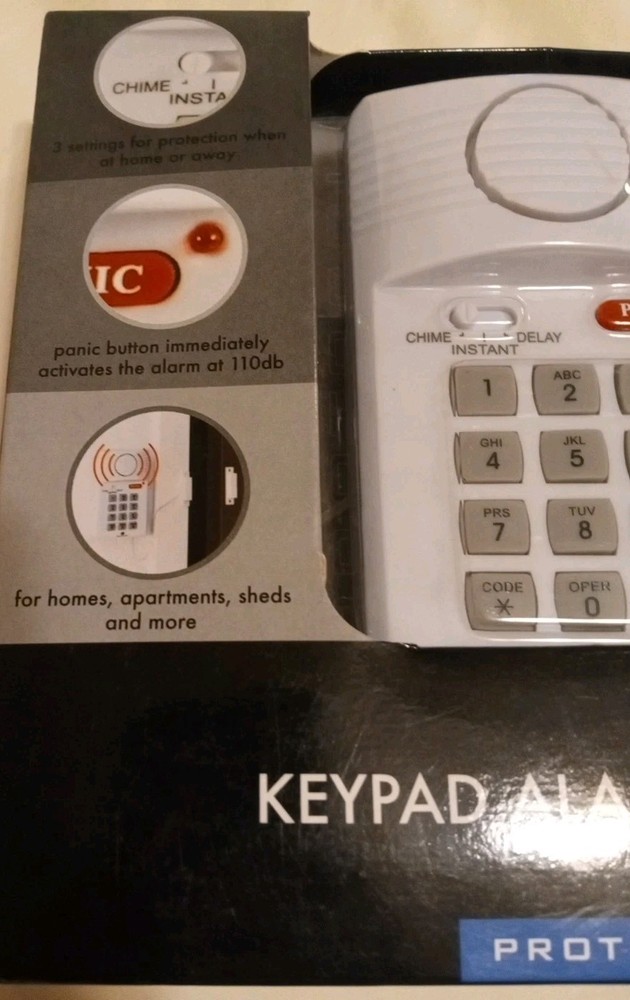 CHIME
INSTA
3 settings for protection when
at home or away
IC
panic button immediately
activates the alarm at 110db
for homes, apartments, sheds
and more
P
CHIME DELAY
INSTANT
1
ABC
2
GHI
4
JKL
5
PRS
7
TUV
8
CODE
*
OPER
0
KEYPAD ALA
PROT